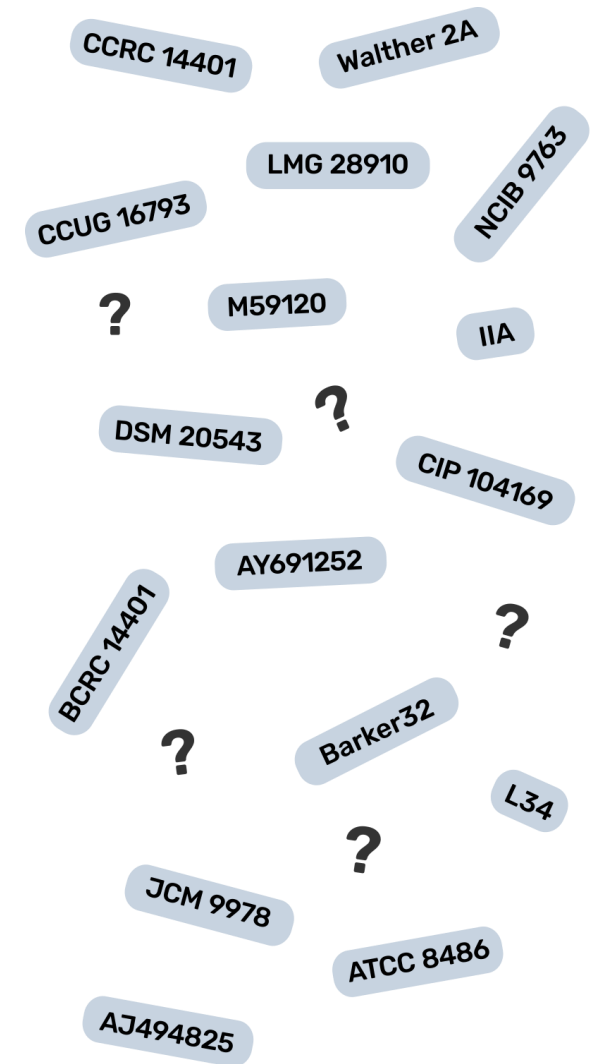 CCRC 14401
Walther 2A
LMG 28910
NCIB 9763
CCUG 16793
?
M59120
IIA
?
DSM 20543
CIP 104169
AY691252
?
BCRC 14401
Barker32
?
L34
?
JCM 9978
ATCC 8486
AJ494825